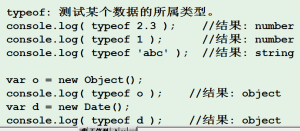 typeof: 测试某个数据的所属类型。
console.log( typeof 2.3 );    //结果: number
console.log( typeof 1 );    //结果: number
console.log( typeof 'abc' );    //结果: string
var o = new Object();
console.log( typeof o );    //结果: object
var d = new Date();
console.log( typeof d );    //结果: object